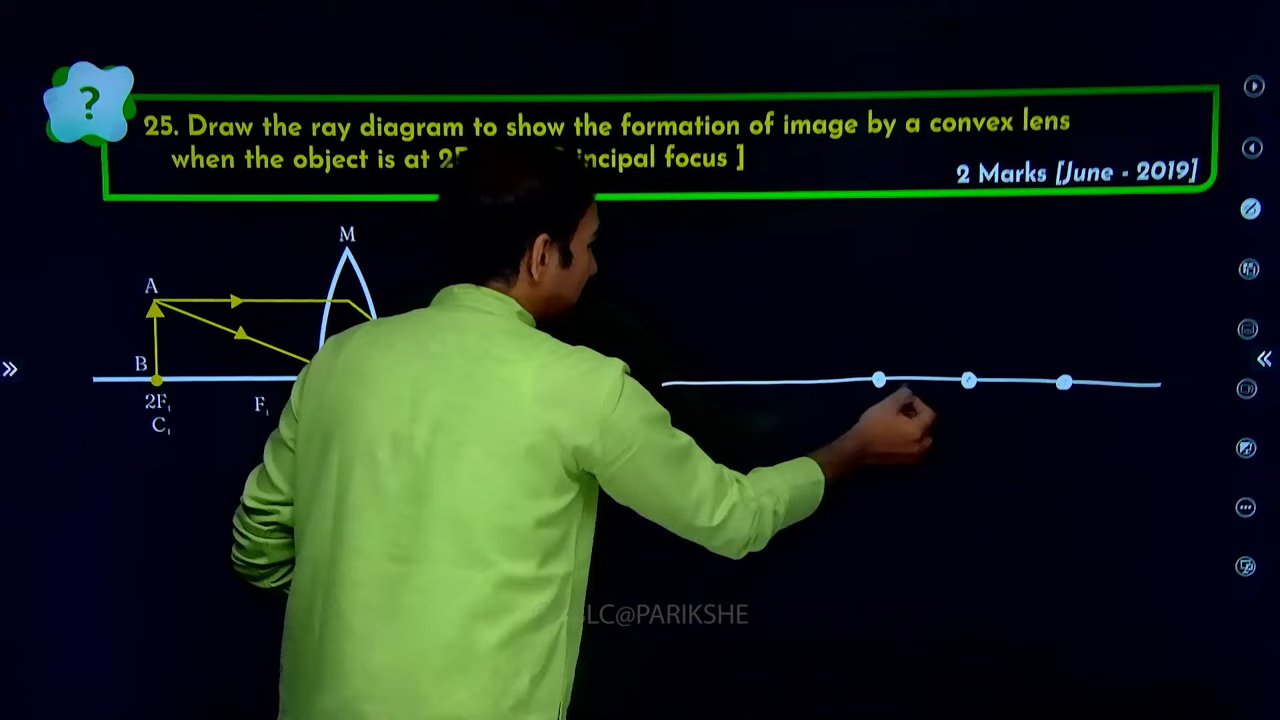 ?
25. Draw the ray diagram to show the formation of image by a convex lens
when the object is at 2F incipal focus ]
2 Marks [June - 2019]
M
A
B
2F₁
F₁
C₁
LC@PARIKSHE